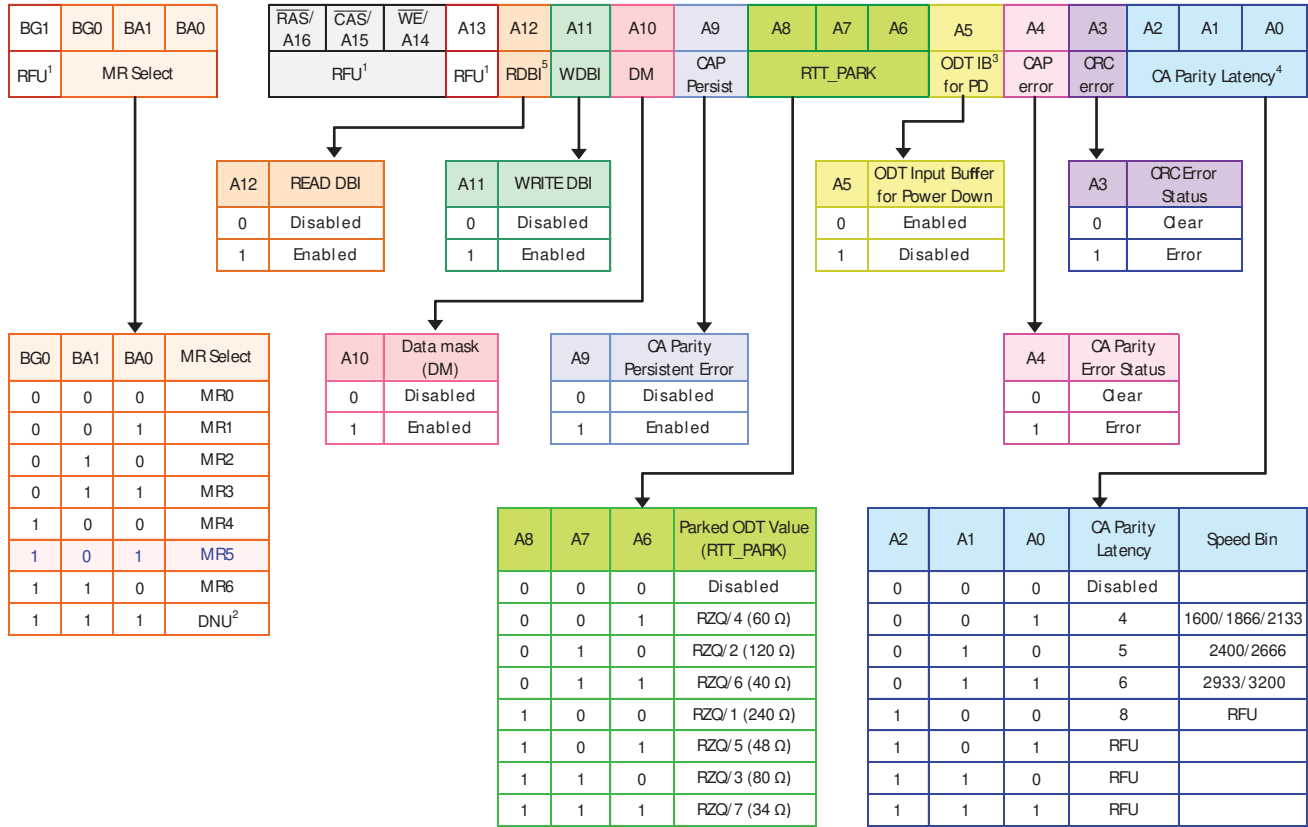 BG1 BG0 BA1 BA0
RFU1 MR Select
RAS/ A16 CAS/ A15 WE/ A14 A13 A12 A11 A10 A9 A8 A7 A6 A5 A4 A3 A2 A1 A0
RFU1 RFU1 RDBI5 WDBI DM CAP Persist RTT_PARK ODT IB3 for PD CAP error CRC error CA Parity Latency4
A12 READ DBI
0 Disabled
1 Enabled
A11 WRITE DBI
0 Disabled
1 Enabled
A5 ODT Input Buffer for Power Down
0 Enabled
1 Disabled
A3 CRC Error Status
0 Clear
1 Error
BG0 BA1 BA0 MR Select
0 0 0 MR0
0 0 1 MR1
0 1 0 MR2
0 1 1 MR3
1 0 0 MR4
1 0 1 MR5
1 1 0 MR6
1 1 1 DNU2
A10 Data mask (DM)
0 Disabled
1 Enabled
A9 CA Parity Persistent Error
0 Disabled
1 Enabled
A4 CA Parity Error Status
0 Clear
1 Error
A8 A7 A6 Parked ODT Value (RTT_PARK)
0 0 0 Disabled
0 0 1 RZQ/4 (60 Ω)
0 1 0 RZQ/2 (120 Ω)
0 1 1 RZQ/6 (40 Ω)
1 0 0 RZQ/1 (240 Ω)
1 0 1 RZQ/5 (48 Ω)
1 1 0 RZQ/3 (80 Ω)
1 1 1 RZQ/7 (34 Ω)
A2 A1 A0 CA Parity Latency Speed Bin
0 0 0 Disabled
0 0 1 4 1600/1866/2133
0 1 0 5 2400/2666
0 1 1 6 2933/3200
1 0 0 8 RFU
1 0 1 RFU
1 1 0 RFU
1 1 1 RFU